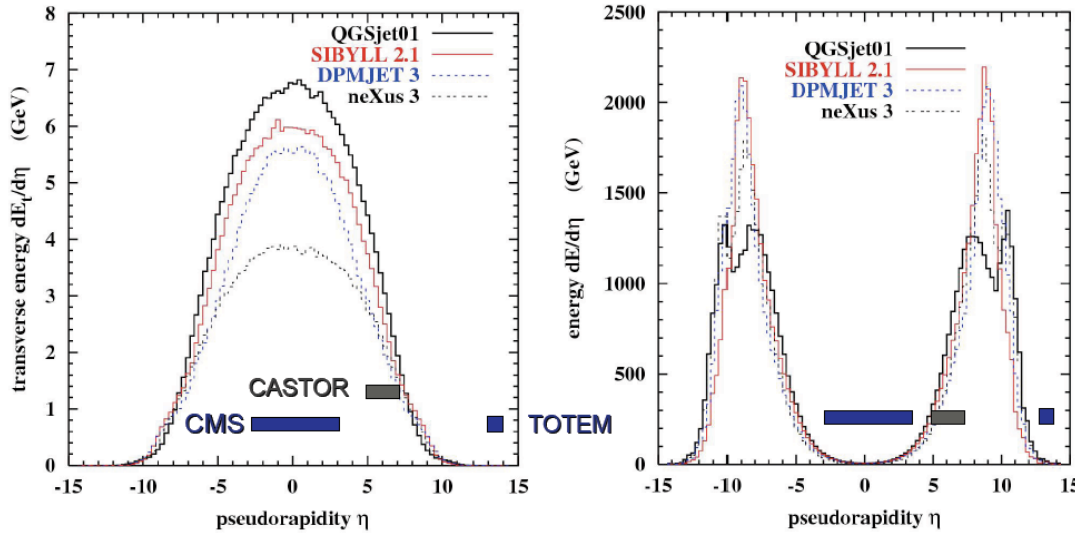 8
7
6
5
4
3
2
1
0
transverse energy dEt/dη (GeV)
QGSjet01
SIBYLL 2.1
DPMJET 3
neXus 3
CASTOR
CMS
TOTEM
-15 -10 -5 0 5 10 15
pseudorapidity η
2500
2000
1500
1000
500
0
energy dE/dη (GeV)
QGSjet01
SIBYLL 2.1
DPMJET 3
neXus 3
-15 -10 -5 0 5 10 15
pseudorapidity η